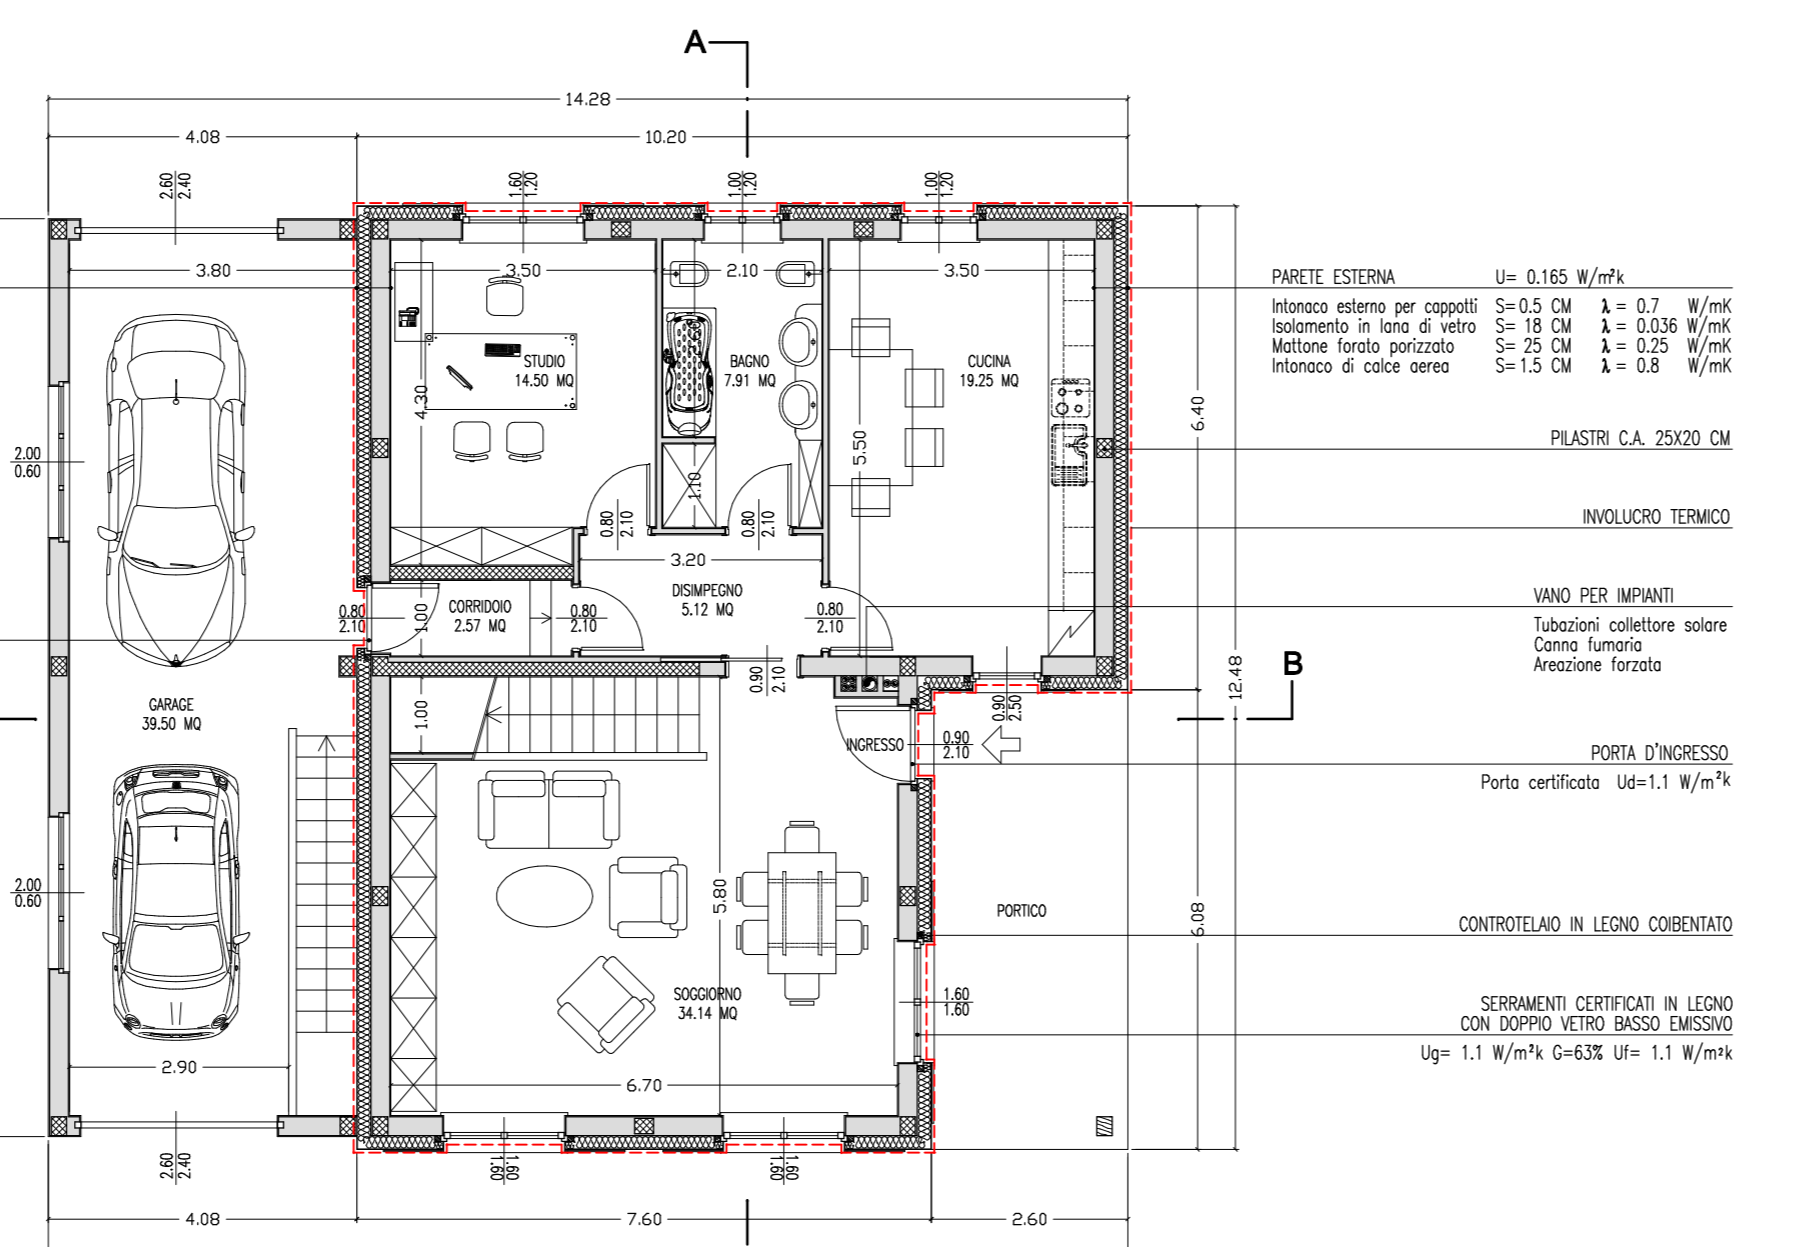 A
14.28
4.08
10.20
2.60
2.40
1.60
1.20
1.00
1.20
1.00
1.20
3.80
3.50
2.10
3.50
PARETE ESTERNA U= 0.165 W/m²k
Intonaco esterno per cappotti S=0.5 CM λ = 0.7 W/mK
Isolamento in lana di vetro S= 18 CM λ = 0.036 W/mK
Mattone forato porizzato S= 25 CM λ = 0.25 W/mK
Intonaco di calce aerea S=1.5 CM λ = 0.8 W/mK
STUDIO
14.50 MQ
4.30
BAGNO
7.91 MQ
CUCINA
19.25 MQ
5.50
6.40
PILASTRI C.A. 25X20 CM
2.00
0.60
1.10
0.80
2.10
0.80
2.10
INVOLUCRO TERMICO
3.20
DISIMPEGNO
5.12 MQ
CORRIDOIO
2.57 MQ
0.80
2.10
1.00
0.80
2.10
0.80
2.10
VANO PER IMPIANTI
Tubazioni collettore solare
Canna fumaria
Areazione forzata
B
12.48
0.90
2.10
0.90
2.50
GARAGE
39.50 MQ
1.00
INGRESSO
0.90
2.10
PORTA D'INGRESSO
Porta certificata Ud=1.1 W/m²k
2.00
0.60
5.80
PORTICO
6.08
CONTROTELAIO IN LEGNO COIBENTATO
SOGGIORNO
34.14 MQ
1.60
1.60
SERRAMENTI CERTIFICATI IN LEGNO
CON DOPPIO VETRO BASSO EMISSIVO
Ug= 1.1 W/m²k G=63% Uf= 1.1 W/m²k
2.90
6.70
2.60
2.40
1.60
1.60
1.60
1.60
4.08
7.60
2.60